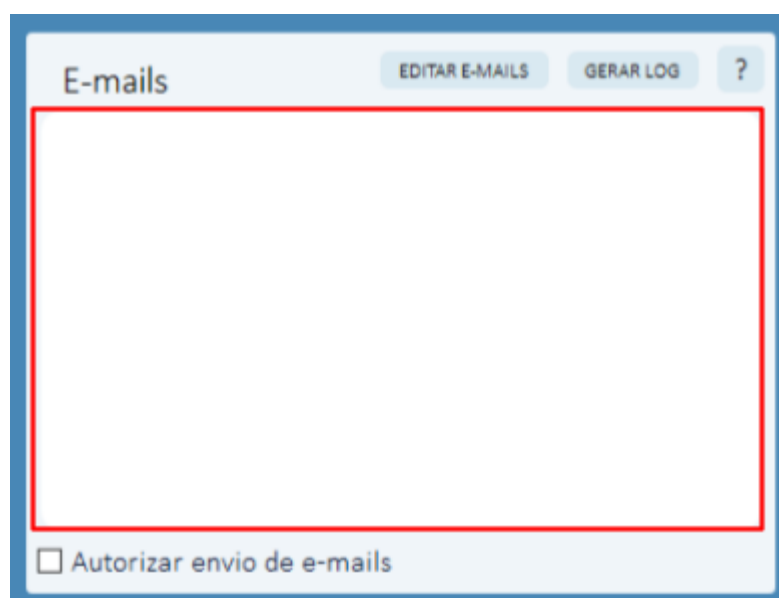 E-mails
EDITAR E-MAILS
GERAR LOG
?
Autorizar envio de e-mails